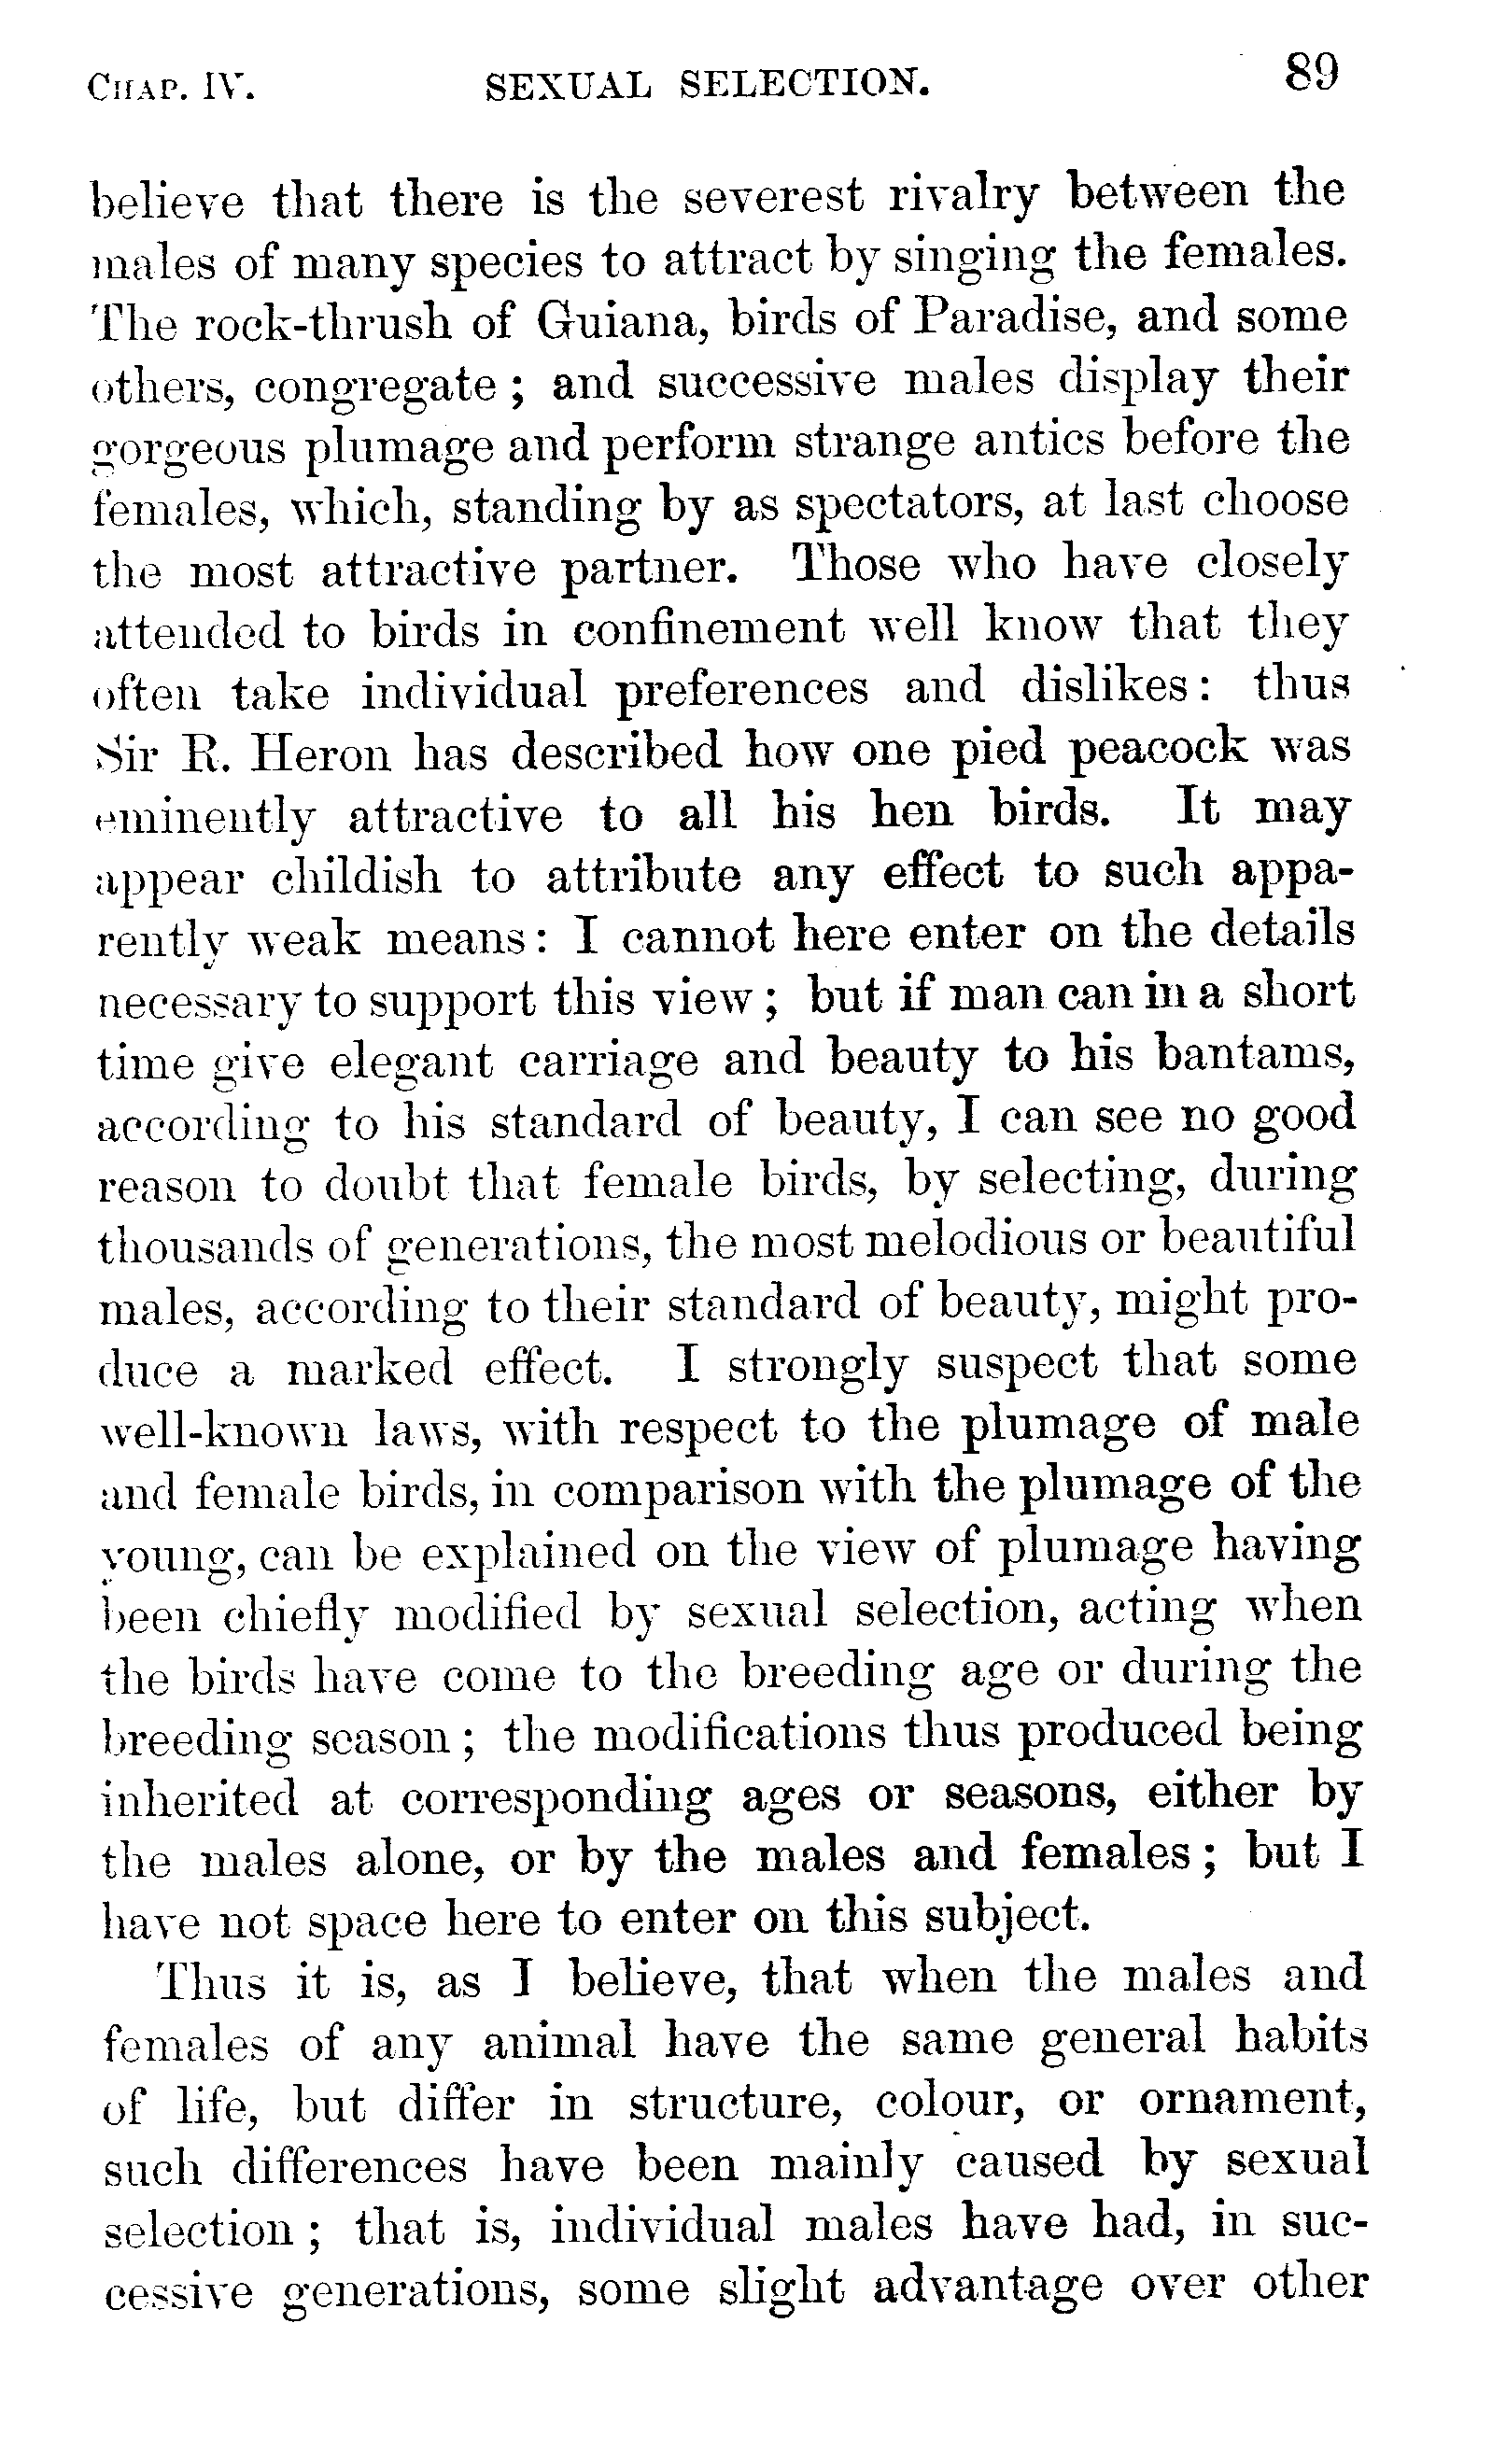 CHAP. IV. SEXUAL SELECTION. 89
believe that there is the severest rivalry between the
males of many species to attract by singing the females.
The rock-thrush of Guiana, birds of Paradise, and some
others, congregate ; and successive males display their
gorgeous plumage and perform strange antics before the
females, which, standing by as spectators, at last choose
the most attractive partner. Those who have closely
attended to birds in confinement well know that they
often take individual preferences and dislikes : thus
Sir R. Heron has described how one pied peacock was
eminently attractive to all his hen birds. It may
appear childish to attribute any effect to such appa-
rently weak means : I cannot here enter on the details
necessary to support this view ; but if man can in a short
time give elegant carriage and beauty to his bantams,
according to his standard of beauty, I can see no good
reason to doubt that female birds, by selecting, during
thousands of generations, the most melodious or beautiful
males, according to their standard of beauty, might pro-
duce a marked effect. I strongly suspect that some
well-known laws, with respect to the plumage of male
and female birds, in comparison with the plumage of the
young, can be explained on the view of plumage having
been chiefly modified by sexual selection, acting when
the birds have come to the breeding age or during the
breeding season ; the modifications thus produced being
inherited at corresponding ages or seasons, either by
the males alone, or by the males and females ; but I
have not space here to enter on this subject.
Thus it is, as I believe, that when the males and
females of any animal have the same general habits
of life, but differ in structure, colour, or ornament,
such differences have been mainly caused by sexual
selection ; that is, individual males have had, in suc-
cessive generations, some slight advantage over other